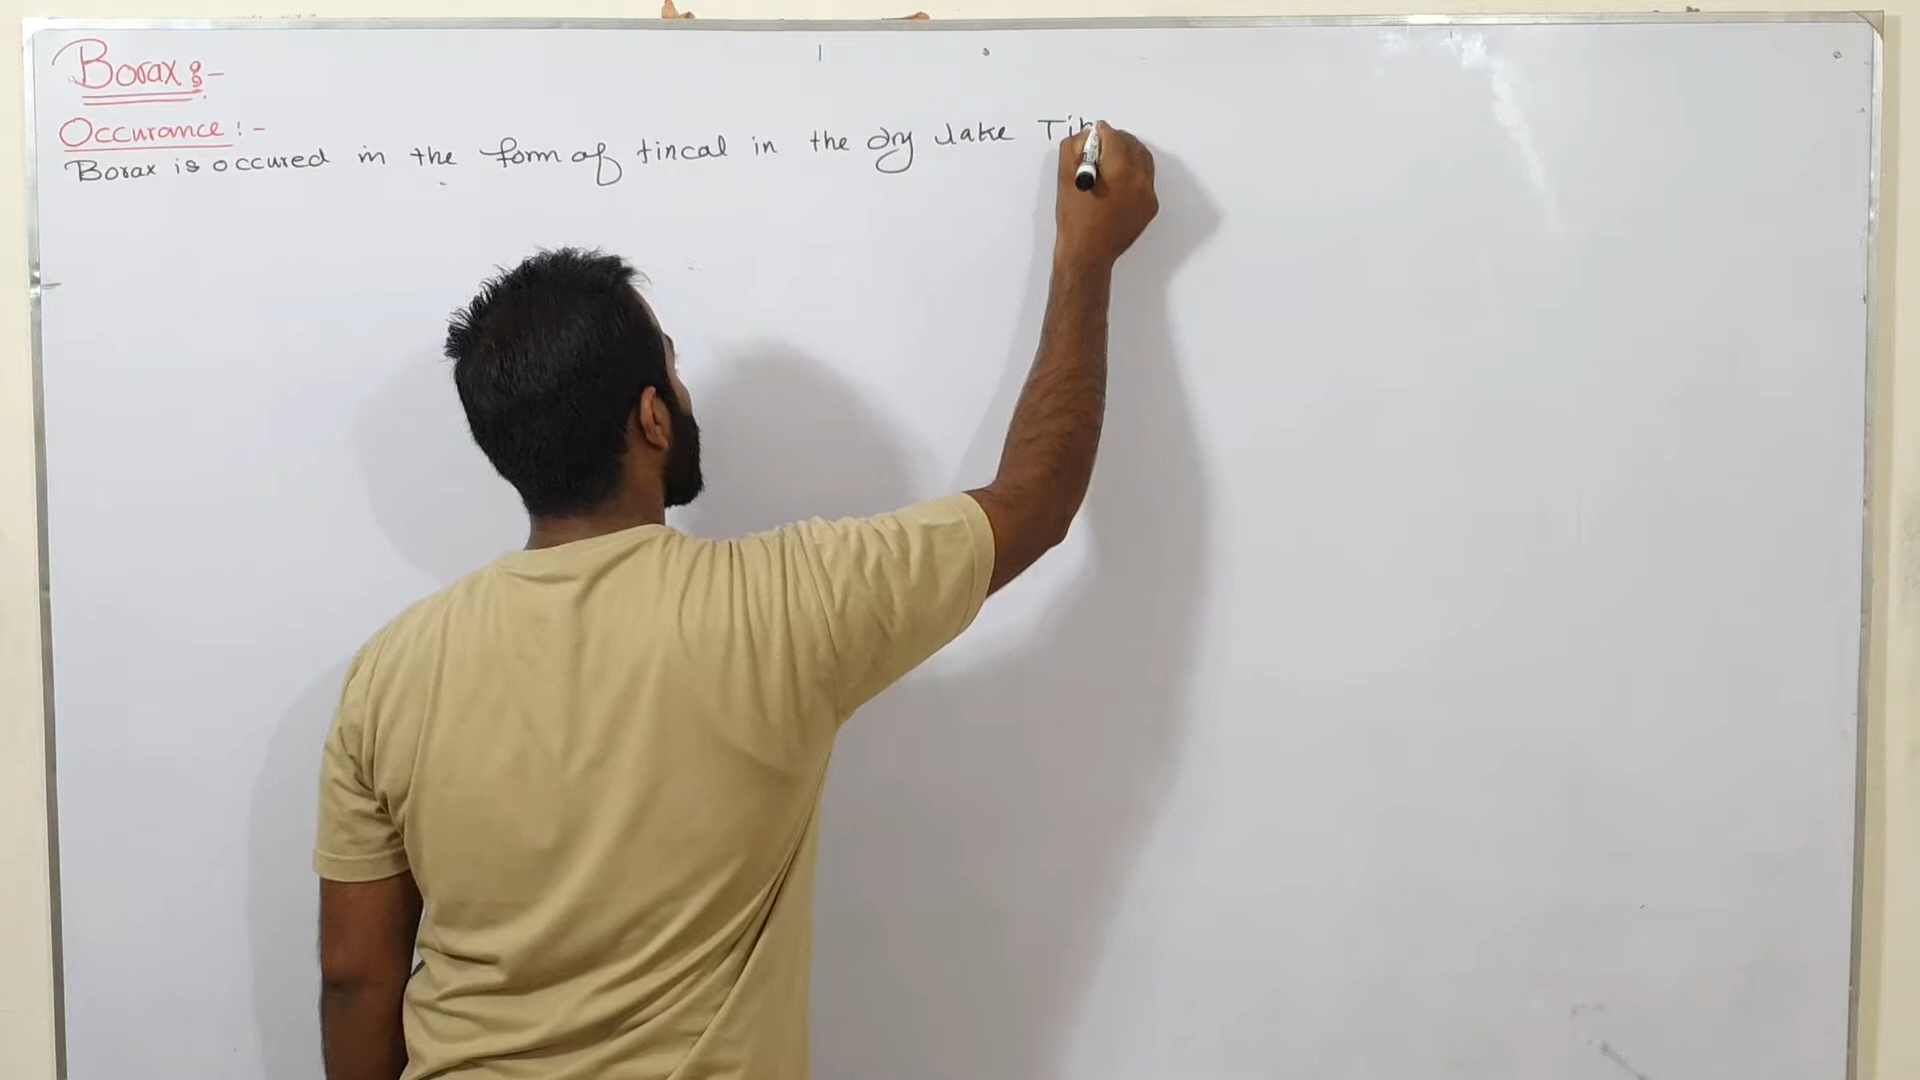 Borax :-
Occurance :-
Borax is occured in the form of tincal in the dry lake